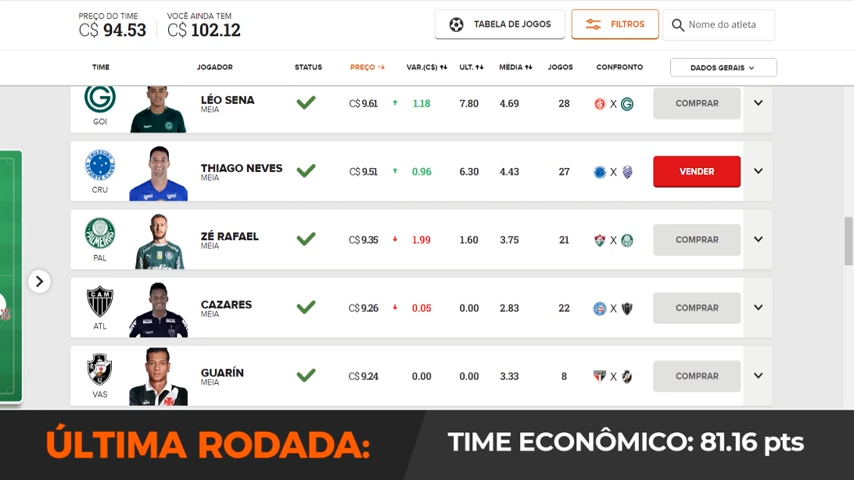 PREÇO DO TIME
C$ 94.53
VOCÊ AINDA TEM
C$ 102.12
TABELA DE JOGOS
FILTROS
Nome do atleta
TIME JOGADOR STATUS PREÇO VAR.(C$) ULT. MÉDIA JOGOS CONFRONTO DADOS GERAIS
GOI LÉO SENA MEIA C$ 9.61 1.18 7.80 4.69 28 X COMPRAR
CRU THIAGO NEVES MEIA C$ 9.51 0.96 6.30 4.43 27 X VENDER
PAL ZÉ RAFAEL MEIA C$ 9.35 1.99 1.60 3.75 21 X COMPRAR
ATL CAZARES MEIA C$ 9.26 0.05 0.00 2.83 22 X COMPRAR
VAS GUARÍN MEIA C$ 9.24 0.00 0.00 3.33 8 X COMPRAR
ÚLTIMA RODADA:
TIME ECONÔMICO: 81.16 pts